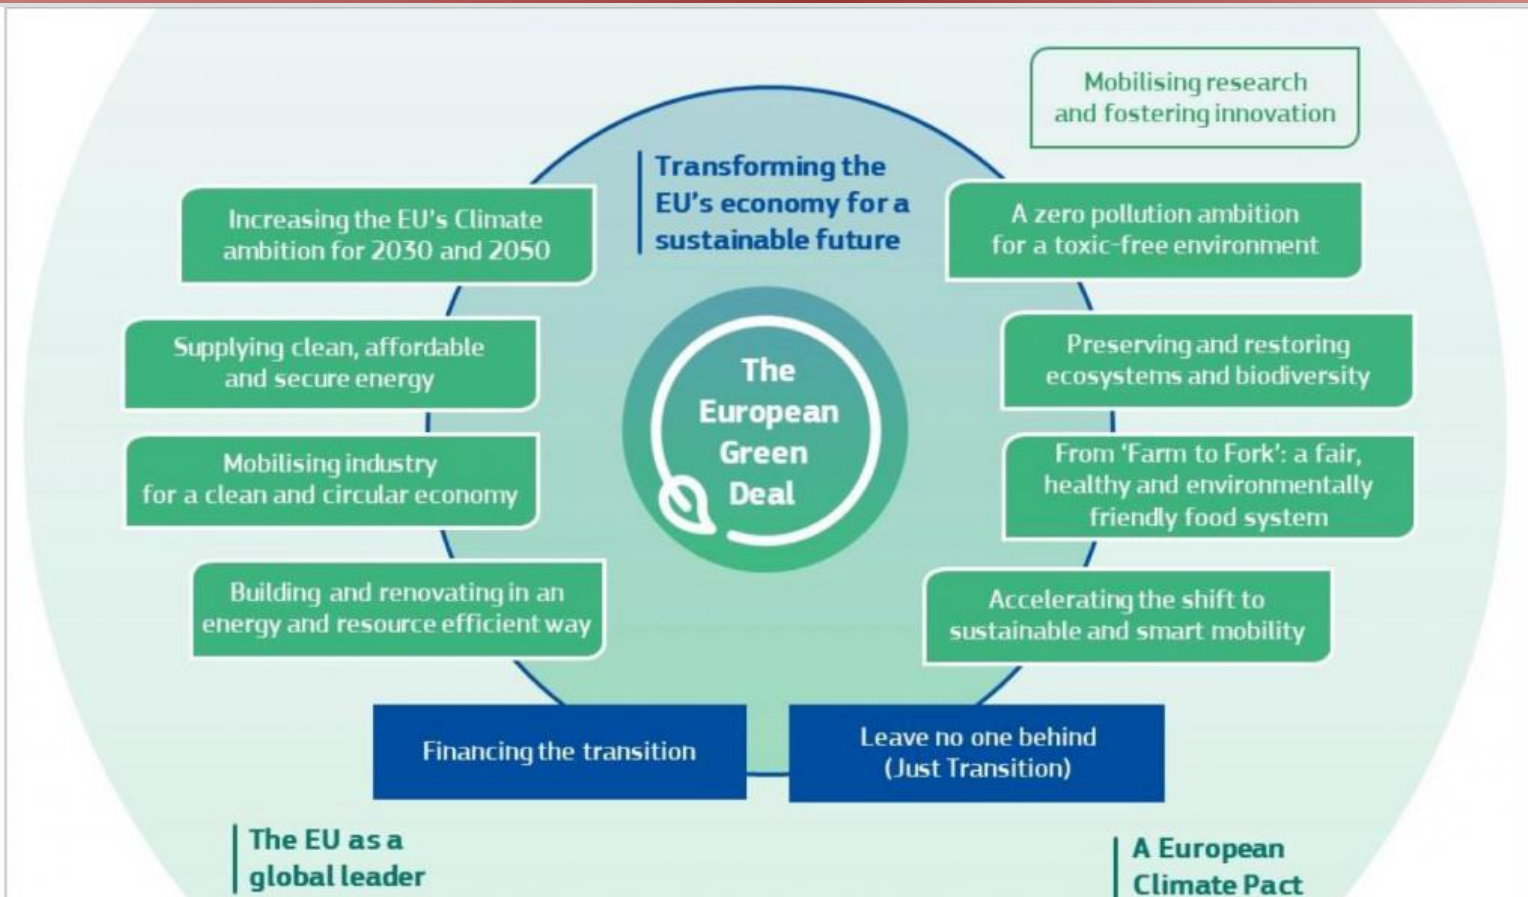 Mobilising research
and fostering innovation
Transforming the
EU's economy for a
sustainable future
Increasing the EU's Climate
ambition for 2030 and 2050
A zero pollution ambition
for a toxic-free environment
Supplying clean, affordable
and secure energy
Preserving and restoring
ecosystems and biodiversity
The
European
Green
Deal
Mobilising industry
for a clean and circular economy
From ‘Farm to Fork’: a fair,
healthy and environmentally
friendly food system
Building and renovating in an
energy and resource efficient way
Accelerating the shift to
sustainable and smart mobility
Financing the transition
Leave no one behind
(Just Transition)
The EU as a
global leader
A European
Climate Pact